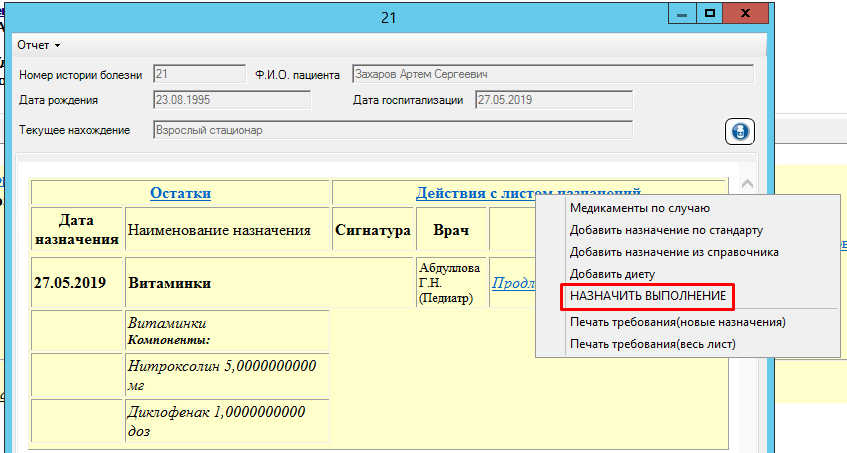 21
Отчет
Номер истории болезни 21 Ф.И.О. пациента Захаров Артем Сергеевич
Дата рождения 23.08.1995 Дата госпитализации 27.05.2019
Текущее нахождение Взрослый стационар
Остатки Действия с листом назначений
Дата назначения Наименование назначения Сигнатура Врач
27.05.2019 Витаминки Абдуллова Г.Н. (Педиатр)
Витаминки
Компоненты:
Нитроксолин 5,0000000000
мг
Диклофенак 1,0000000000
доз
Медикаменты по случаю
Добавить назначение по стандарту
Добавить назначение из справочника
Добавить диету
НАЗНАЧИТЬ ВЫПОЛНЕНИЕ
Печать требования(новые назначения)
Печать требования(весь лист)